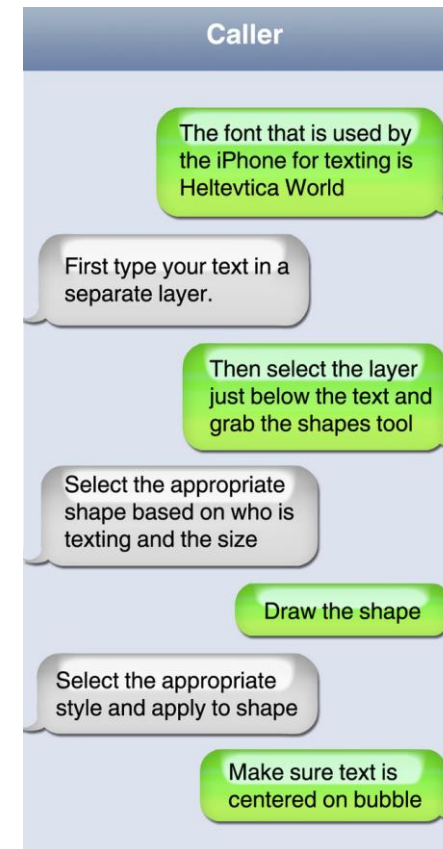 Caller
The font that is used by
the iPhone for texting is
Heltevtica World
First type your text in a
separate layer.
Then select the layer
just below the text and
grab the shapes tool
Select the appropriate
shape based on who is
texting and the size
Draw the shape
Select the appropriate
style and apply to shape
Make sure text is
centered on bubble